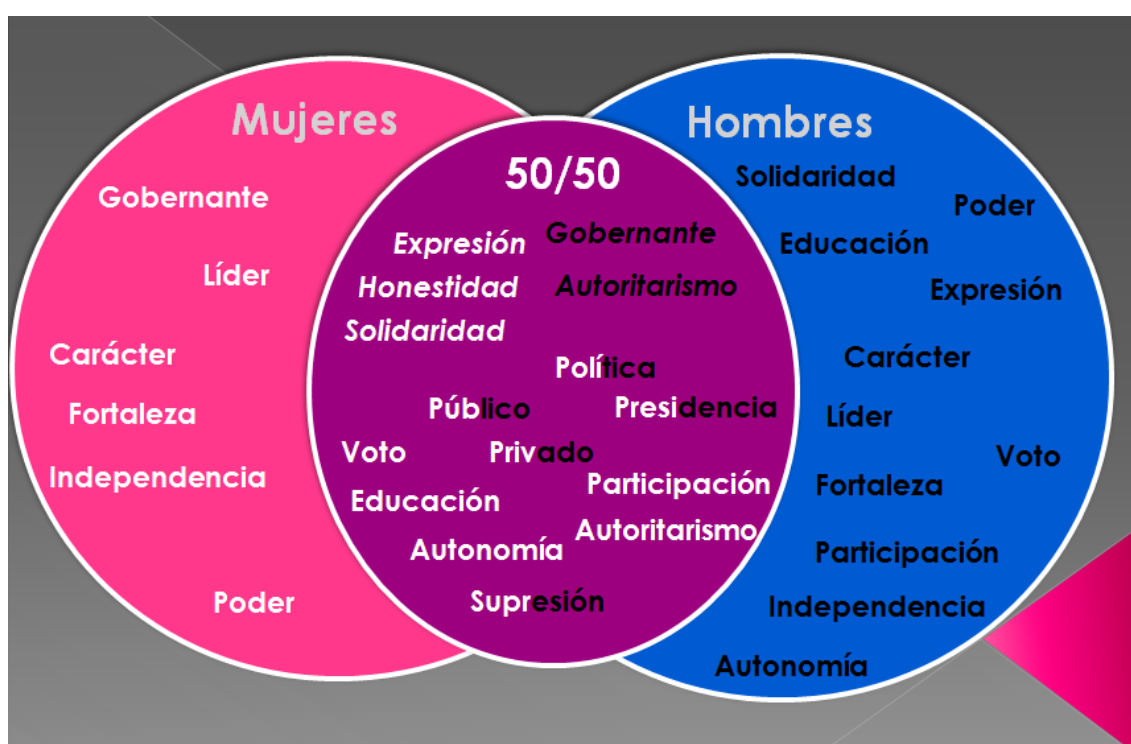 Mujeres
Gobernante
Líder
Carácter
Fortaleza
Independencia
Poder
50/50
Expresión
Gobernante
Honestidad
Autoritarismo
Solidaridad
Política
Público
Presidencia
Voto
Privado
Participación
Educación
Autoritarismo
Autonomía
Supresión
Hombres
Solidaridad
Poder
Educación
Expresión
Carácter
Líder
Voto
Fortaleza
Participación
Independencia
Autonomía